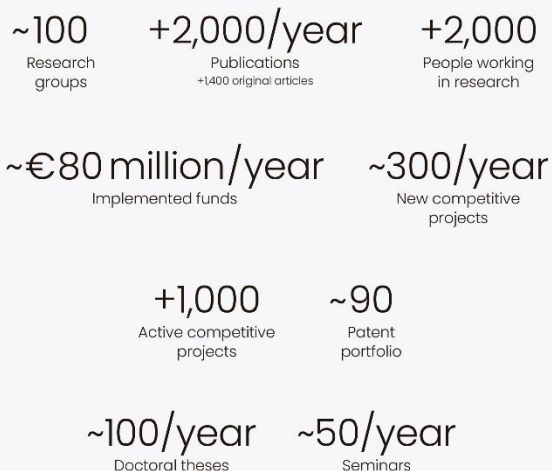 ~100
Research
groups
+2,000/year
Publications
+1,400 original articles
+2,000
People working
in research
~€80 million/year
Implemented funds
~300/year
New competitive
projects
+1,000
Active competitive
projects
~90
Patent
portfolio
~100/year
Doctoral theses
~50/year
Seminars